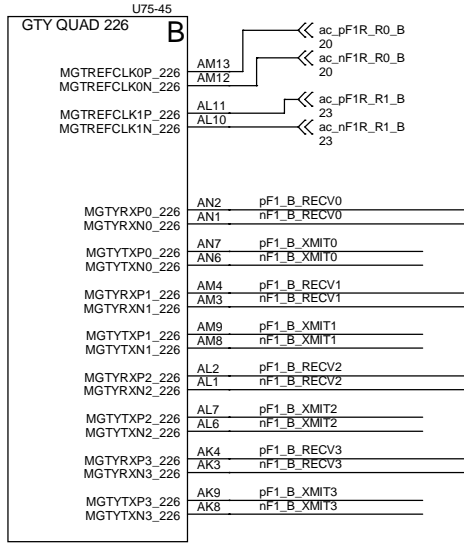 U75-45
GTY QUAD 226 B
MGTREFCLK0P_226 AM13 ac_pF1R_R0_B
20
MGTREFCLK0N_226 AM12 ac_nF1R_R0_B
20
MGTREFCLK1P_226 AL11 ac_pF1R_R1_B
23
MGTREFCLK1N_226 AL10 ac_nF1R_R1_B
23
MGTYRXP0_226 AN2 pF1_B_RECV0
MGTYRXN0_226 AN1 nF1_B_RECV0
MGTYTXP0_226 AN7 pF1_B_XMIT0
MGTYTXN0_226 AN6 nF1_B_XMIT0
MGTYRXP1_226 AM4 pF1_B_RECV1
MGTYRXN1_226 AM3 nF1_B_RECV1
MGTYTXP1_226 AM9 pF1_B_XMIT1
MGTYTXN1_226 AM8 nF1_B_XMIT1
MGTYRXP2_226 AL2 pF1_B_RECV2
MGTYRXN2_226 AL1 nF1_B_RECV2
MGTYTXP2_226 AL7 pF1_B_XMIT2
MGTYTXN2_226 AL6 nF1_B_XMIT2
MGTYRXP3_226 AK4 pF1_B_RECV3
MGTYRXN3_226 AK3 nF1_B_RECV3
MGTYTXP3_226 AK9 pF1_B_XMIT3
MGTYTXN3_226 AK8 nF1_B_XMIT3